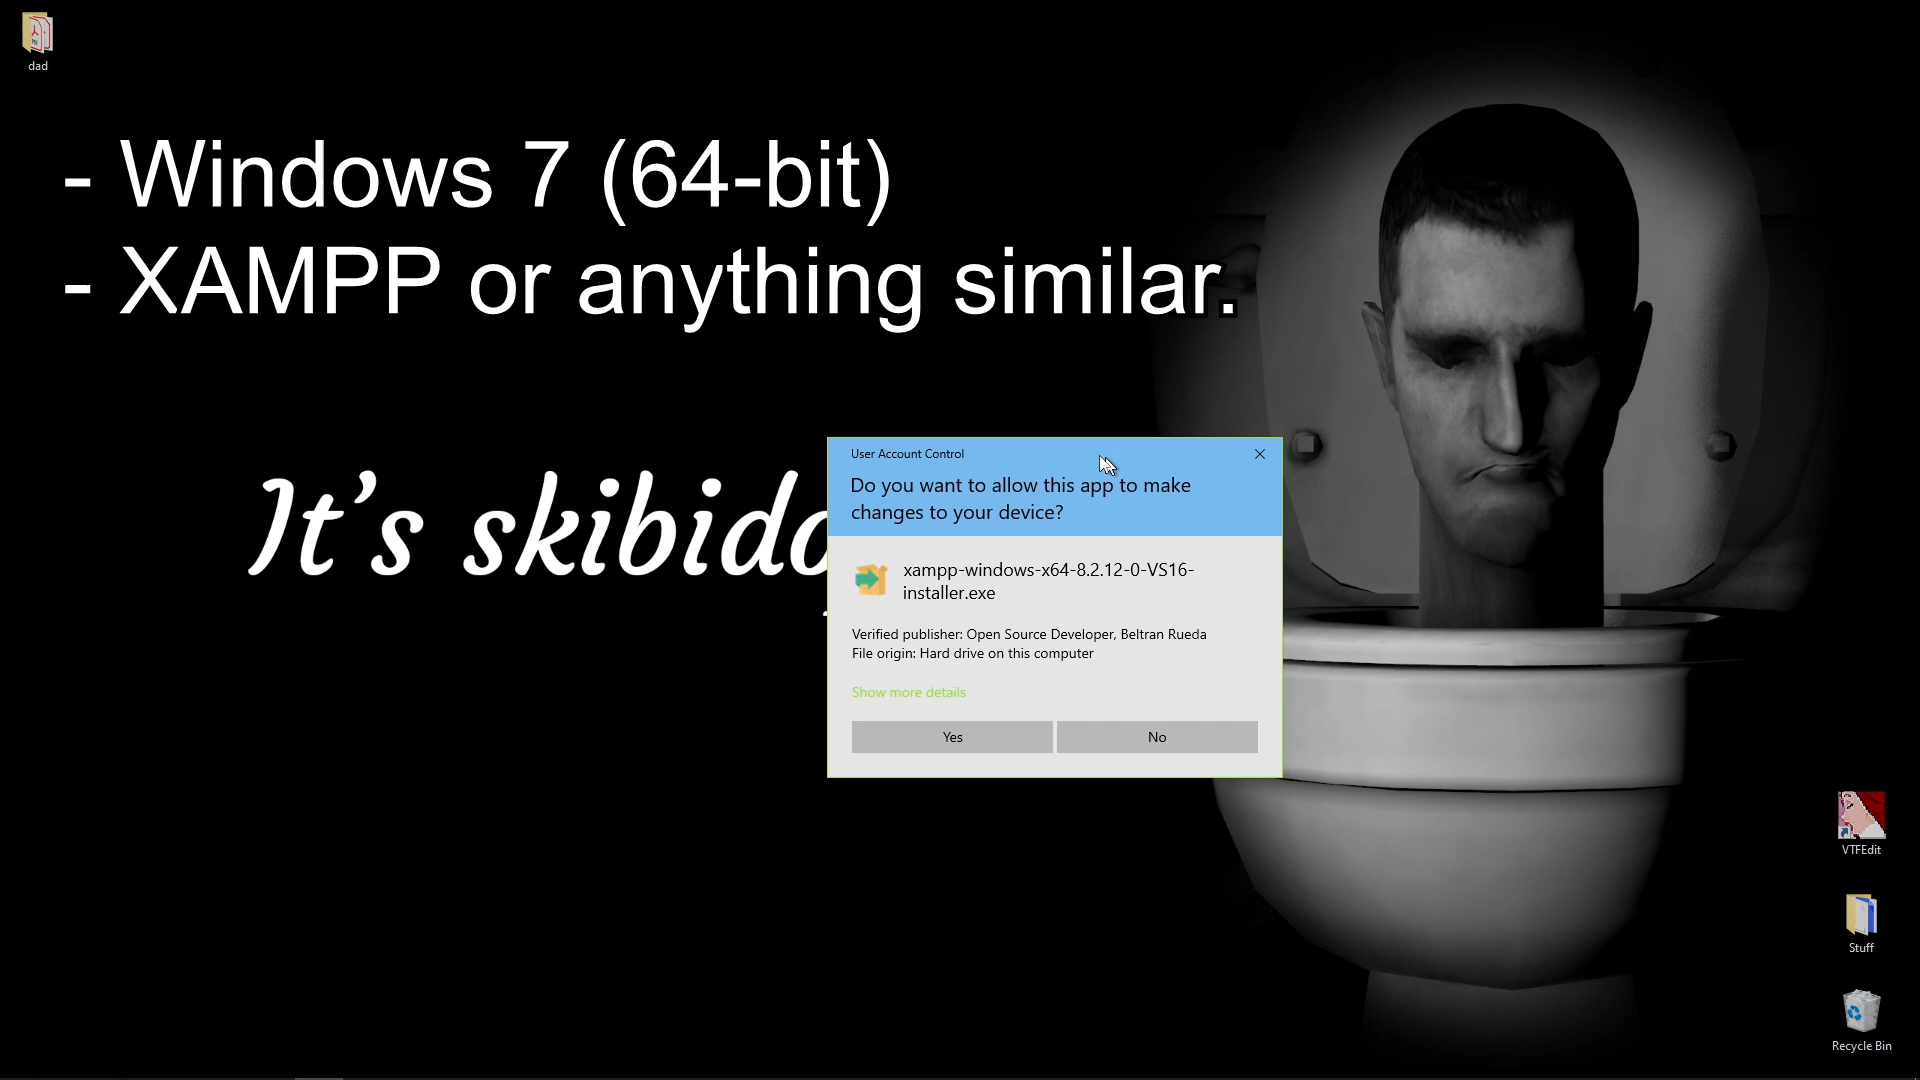 dad
- Windows 7 (64-bit)
- XAMPP or anything similar.
It's skibido
User Account Control
Do you want to allow this app to make
changes to your device?
xampp-windows-x64-8.2.12-0-VS16-
installer.exe
Verified publisher: Open Source Developer, Beltran Rueda
File origin: Hard drive on this computer
Show more details
Yes No
VTFEdit
Stuff
Recycle Bin